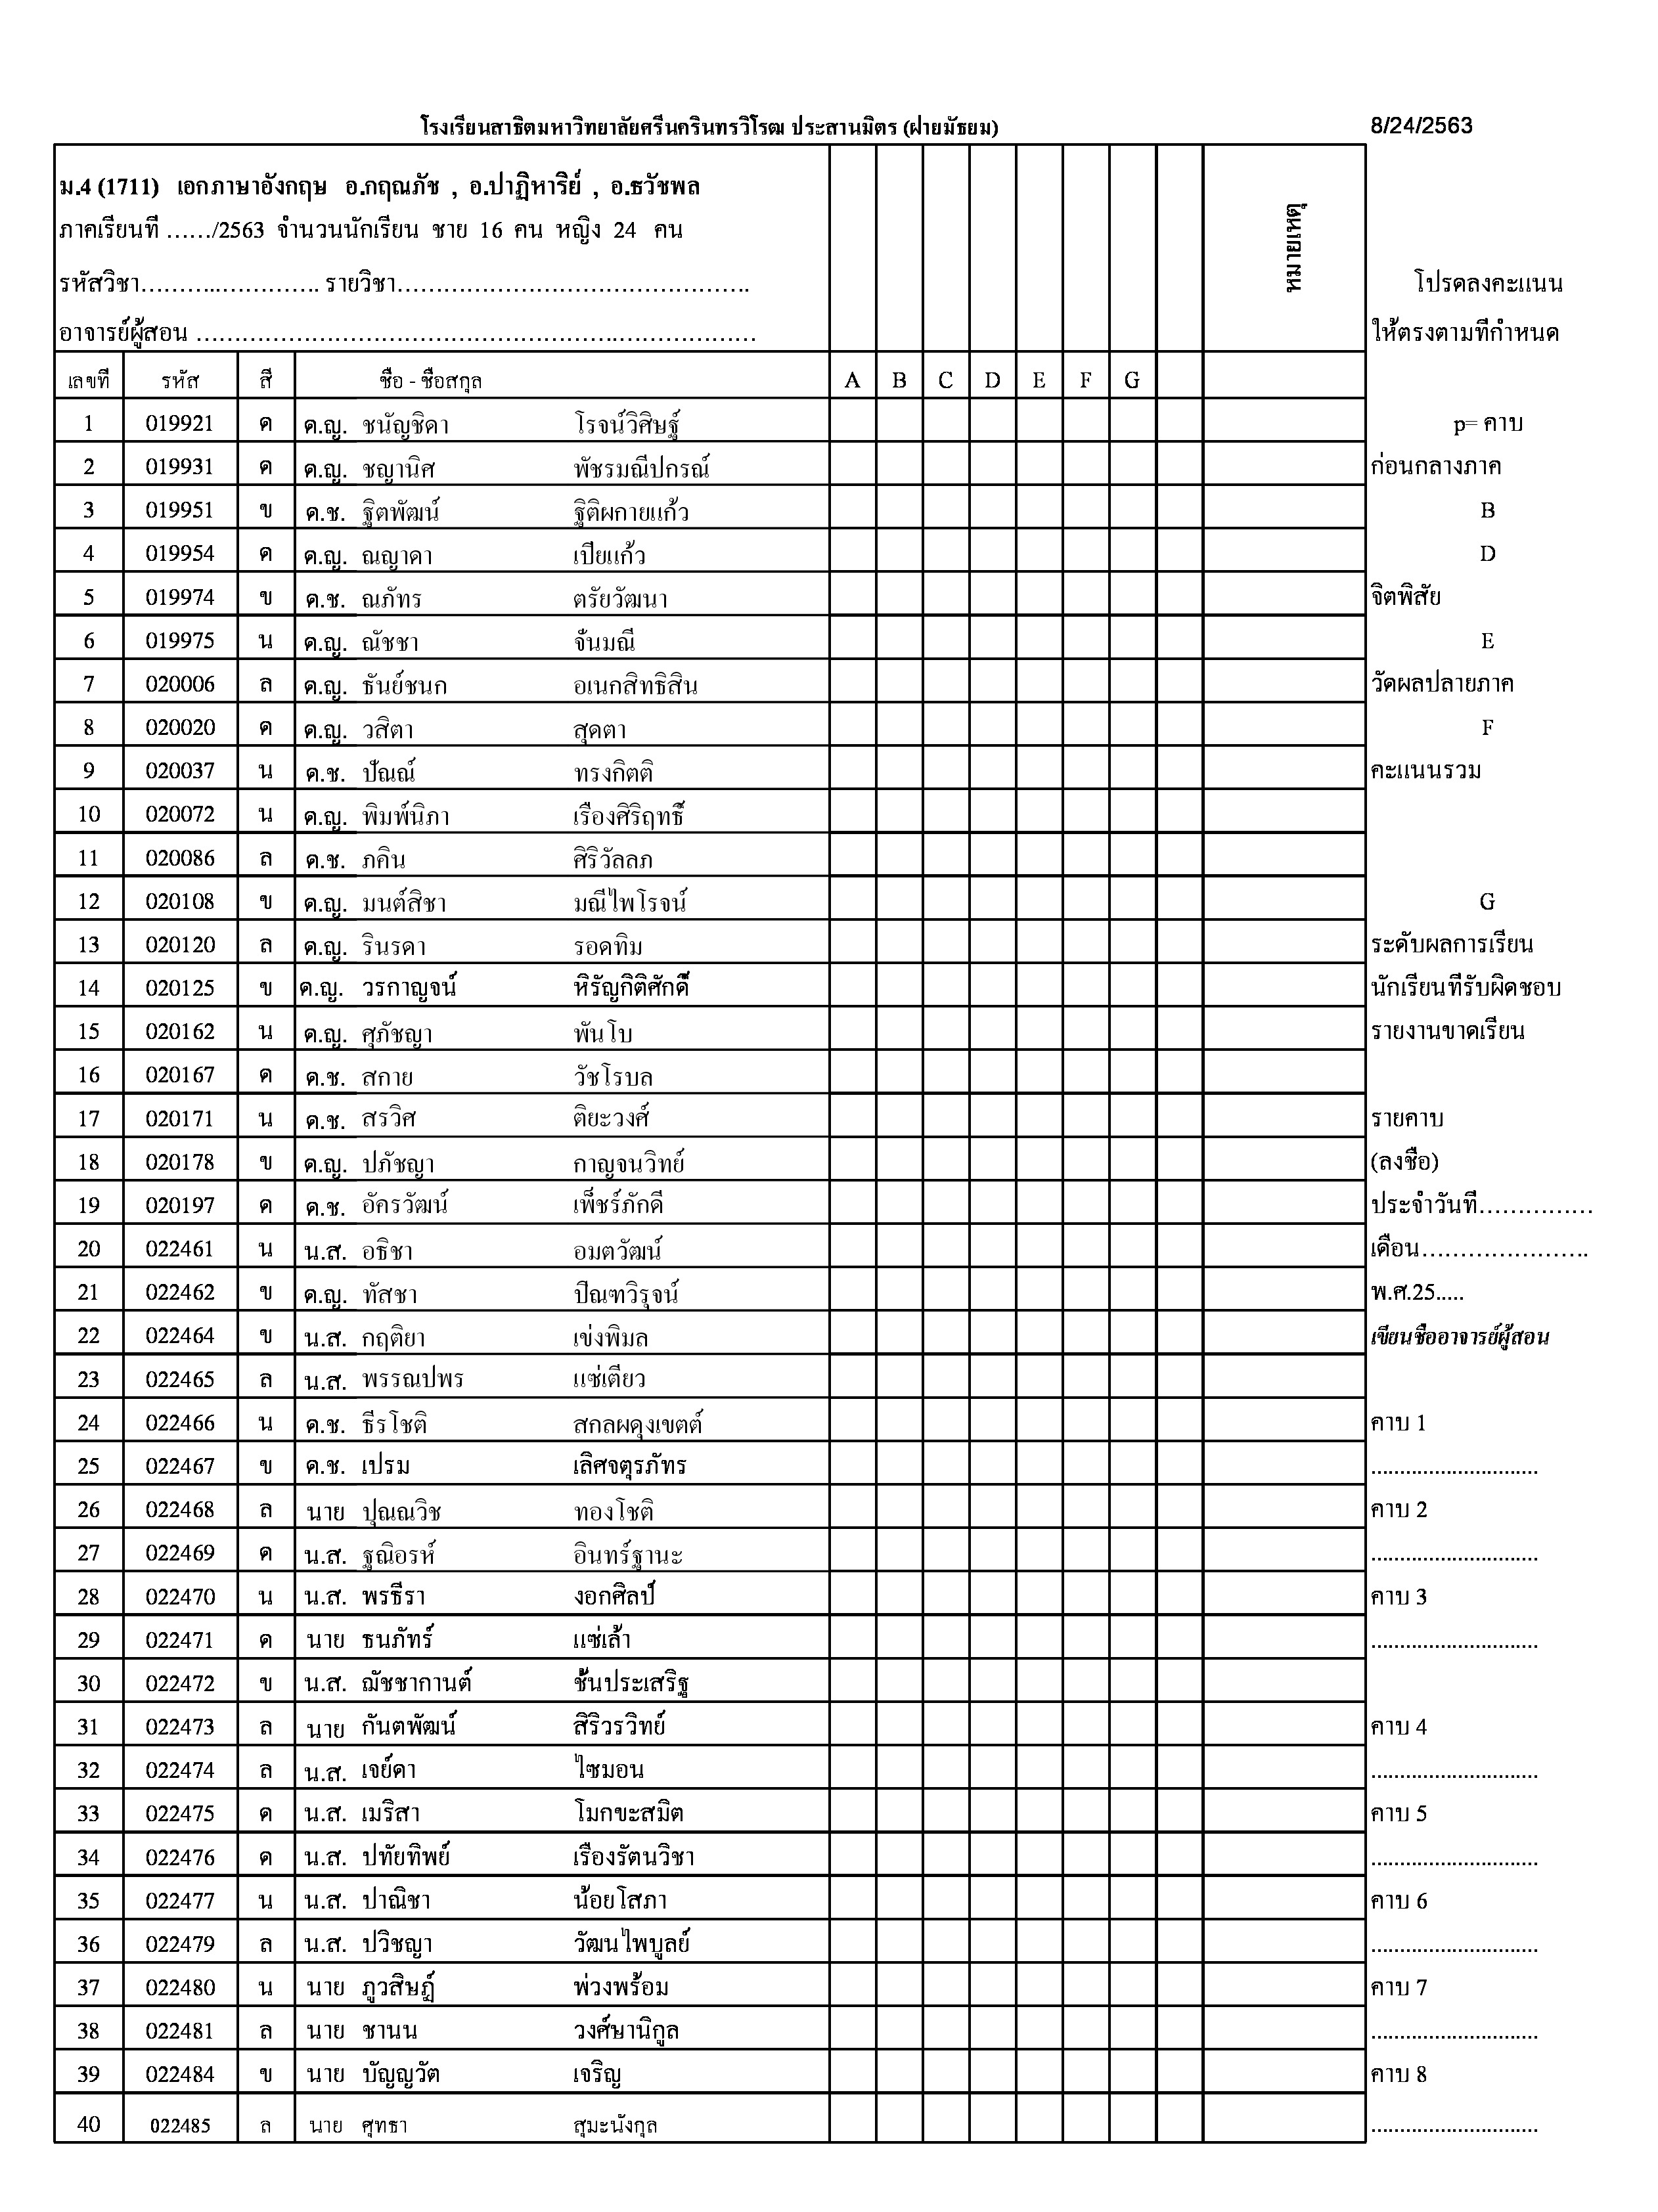 โรงเรียนสาธิตมหาวิทยาลัยศรีนครินทรวิโรฒ ประสานมิตร (ฝ่ายมัธยม) 8/24/2563
ม.4 (1711) เอกภาษาอังกฤษ อ.กฤณภัช , อ.ปาฏิหาริย์ , อ.ธวัชพล
ภาคเรียนที่ ……/2563 จำนวนนักเรียน ชาย 16 คน หญิง 24 คน
หมายเหตุ
รหัสวิชา…………………… รายวิชา……………………………………… โปรดลงคะแนน
อาจารย์ผู้สอน ……………………………………………………………… ให้ตรงตามที่กำหนด
เลขที่ รหัส สี ชื่อ - ชื่อสกุล A B C D E F G
1 019921 ค ด.ญ. ชนัญชิดา โรจน์วิศิษฐ์ p= คาบ
2 019931 ค ด.ญ. ชญานิศ พัชรมณีปกรณ์ ก่อนกลางภาค
3 019951 ข ด.ช. ฐิตพัฒน์ ฐิติผกายแก้ว B
4 019954 ค ด.ญ. ณญาดา เปียแก้ว D
5 019974 ข ด.ช. ณภัทร ตรัยวัฒนา จิตพิสัย
6 019975 น ด.ญ. ณัชชา จั่นมณี E
7 020006 ล ด.ญ. ธันย์ชนก อเนกสิทธิสิน วัดผลปลายภาค
8 020020 ค ด.ญ. วสิตา สุดตา F
9 020037 น ด.ช. ปัณณ์ ทรงกิตติ คะแนนรวม
10 020072 น ด.ญ. พิมพ์นิภา เรืองศิริฤทธิ์
11 020086 ล ด.ช. ภคิน ศิริวัลลภ
12 020108 ข ด.ญ. มนต์สิชา มณีไพโรจน์ G
13 020120 ล ด.ญ. รินรดา รอดทิม ระดับผลการเรียน
14 020125 ข ด.ญ. วรกาญจน์ หิรัญกิติศักดิ์ นักเรียนที่รับผิดชอบ
15 020162 น ด.ญ. ศุภัชญา พันโบ รายงานขาดเรียน
16 020167 ค ด.ช. สกาย วัชโรบล
17 020171 น ด.ช. สรวิศ ติยะวงศ์ รายคาบ
18 020178 ข ด.ญ. ปภัชญา กาญจนวิทย์ (ลงชื่อ)
19 020197 ค ด.ช. อัครวัฒน์ เพ็ชร์ภักดี ประจำวันที่……………
20 022461 น น.ส. อธิชา อมตวัฒน์ เดือน………………….
21 022462 ข ด.ญ. ทัสชา ปิณฑวิรุจน์ พ.ศ.25.....
22 022464 ข น.ส. กฤติยา เข่งพิมล เขียนชื่ออาจารย์ผู้สอน
23 022465 ล น.ส. พรรณปพร แซ่เตียว
24 022466 น ด.ช. ธีรโชติ สกลผดุงเขตต์ คาบ 1
25 022467 ข ด.ช. เปรม เลิศจตุรภัทร .............................
26 022468 ล นาย ปุณณวิช ทองโชติ คาบ 2
27 022469 ค น.ส. ฐณิอรห์ อินทร์ฐานะ .............................
28 022470 น น.ส. พรธีรา งอกศิลป์ คาบ 3
29 022471 ค นาย ธนภัทร์ แซ่เล้า .............................
30 022472 ข น.ส. ฌัชชากานต์ ชั้นประเสริฐ
31 022473 ล นาย กันตพัฒน์ สิริวรวิทย์ คาบ 4
32 022474 ล น.ส. เจย์ดา ไซมอน .............................
33 022475 ค น.ส. เมริสา โมกขะสมิต คาบ 5
34 022476 ค น.ส. ปทัยทิพย์ เรืองรัตนวิชา .............................
35 022477 น น.ส. ปาณิชา น้อยโสภา คาบ 6
36 022479 ล น.ส. ปวิชญา วัฒนไพบูลย์ .............................
37 022480 น นาย ภูวสิษฏ์ พ่วงพร้อม คาบ 7
38 022481 ล นาย ชานน วงศ์ษานิกูล .............................
39 022484 ข นาย บัญญวัต เจริญ คาบ 8
40 022485 ล นาย ศุทธา สุมะนังกุล .............................